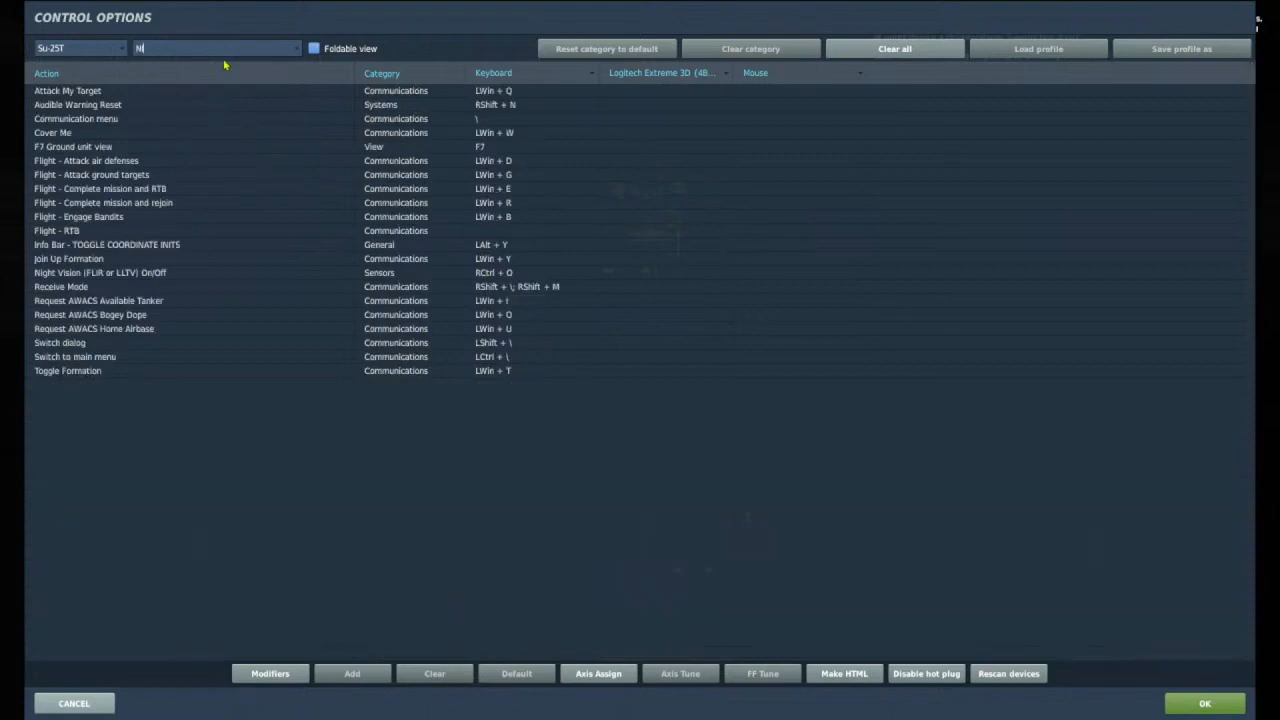 CONTROL OPTIONS
Su-25T NI Foldable view Reset category to default Clear category Clear all Load profile Save profile as
Action Category Keyboard Logitech Extreme 3D {4B... Mouse
Attack My Target Communications LWin + Q
Audible Warning Reset Systems RShift + N
Communication menu Communications \
Cover Me Communications LWin + W
F7 Ground unit view View F7
Flight - Attack air defenses Communications LWin + D
Flight - Attack ground targets Communications LWin + G
Flight - Complete mission and RTB Communications LWin + E
Flight - Complete mission and rejoin Communications LWin + R
Flight - Engage Bandits Communications LWin + B
Flight - RTB Communications
Info Bar - TOGGLE COORDINATE INITS General LAlt + Y
Join Up Formation Communications LWin + Y
Night Vision (FLIR or LLTV) On/Off Sensors RCtrl + O
Receive Mode Communications RShift + \; RShift + M
Request AWACS Available Tanker Communications LWin + I
Request AWACS Bogey Dope Communications LWin + O
Request AWACS Home Airbase Communications LWin + U
Switch dialog Communications LShift + \
Switch to main menu Communications LCtrl + \
Toggle Formation Communications LWin + T
Modifiers Add Clear Default Axis Assign Axis Tune FF Tune Make HTML Disable hot plug Rescan devices
CANCEL OK